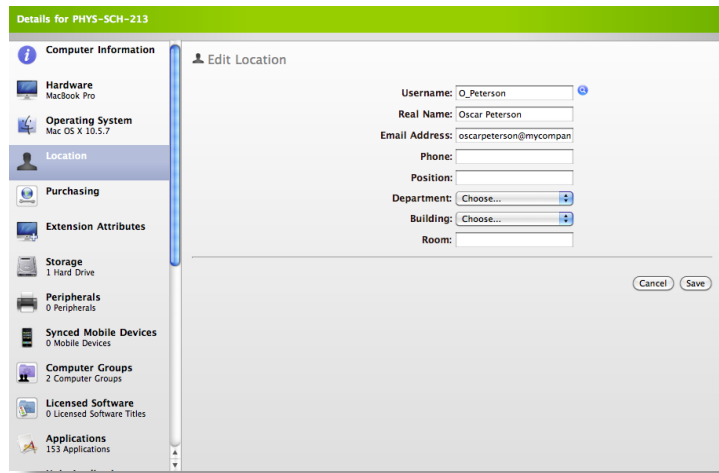 Details for PHYS-SCH-213
Computer Information
Hardware
MacBook Pro
Operating System
Mac OS X 10.5.7
Location
Purchasing
Extension Attributes
Storage
1 Hard Drive
Peripherals
0 Peripherals
Synced Mobile Devices
0 Mobile Devices
Computer Groups
2 Computer Groups
Licensed Software
0 Licensed Software Titles
Applications
153 Applications
Edit Location
Username: O_Peterson
Real Name: Oscar Peterson
Email Address: oscarpeterson@mycompan
Phone:
Position:
Department: Choose...
Building: Choose...
Room:
Cancel Save